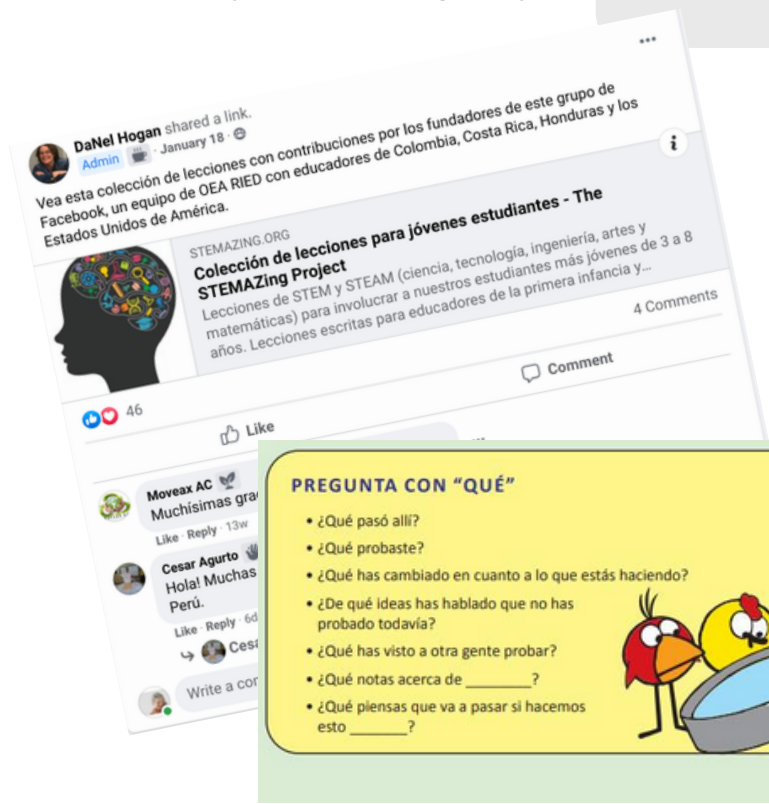 DaNel Hogan shared a link.
Admin · January 18 ·
Vea esta colección de lecciones con contribuciones por los fundadores de este grupo de
Facebook, un equipo de OEA RIED con educadores de Colombia, Costa Rica, Honduras y los
Estados Unidos de América.
STEMAZING.ORG
Colección de lecciones para jóvenes estudiantes - The
STEMAZing Project
Lecciones de STEM y STEAM (ciencia, tecnología, ingeniería, artes y
matemáticas) para involucrar a nuestros estudiantes más jóvenes de 3 a 8
años. Lecciones escritas para educadores de la primera infancia y...
46
4 Comments
Like
Comment
Moveax AC
Muchísimas
Like · Reply · 13w
Cesar Agurto
Hola! Muchas
Perú.
Like · Reply · 6d
Write a
PREGUNTA CON “QUÉ”
• ¿Qué pasó allí?
• ¿Qué probaste?
• ¿Qué has cambiado en cuanto a lo que estás haciendo?
• ¿De qué ideas has hablado que no has
probado todavía?
• ¿Qué has visto a otra gente probar?
• ¿Qué notas acerca de ________?
• ¿Qué piensas que va a pasar si hacemos
esto ________?